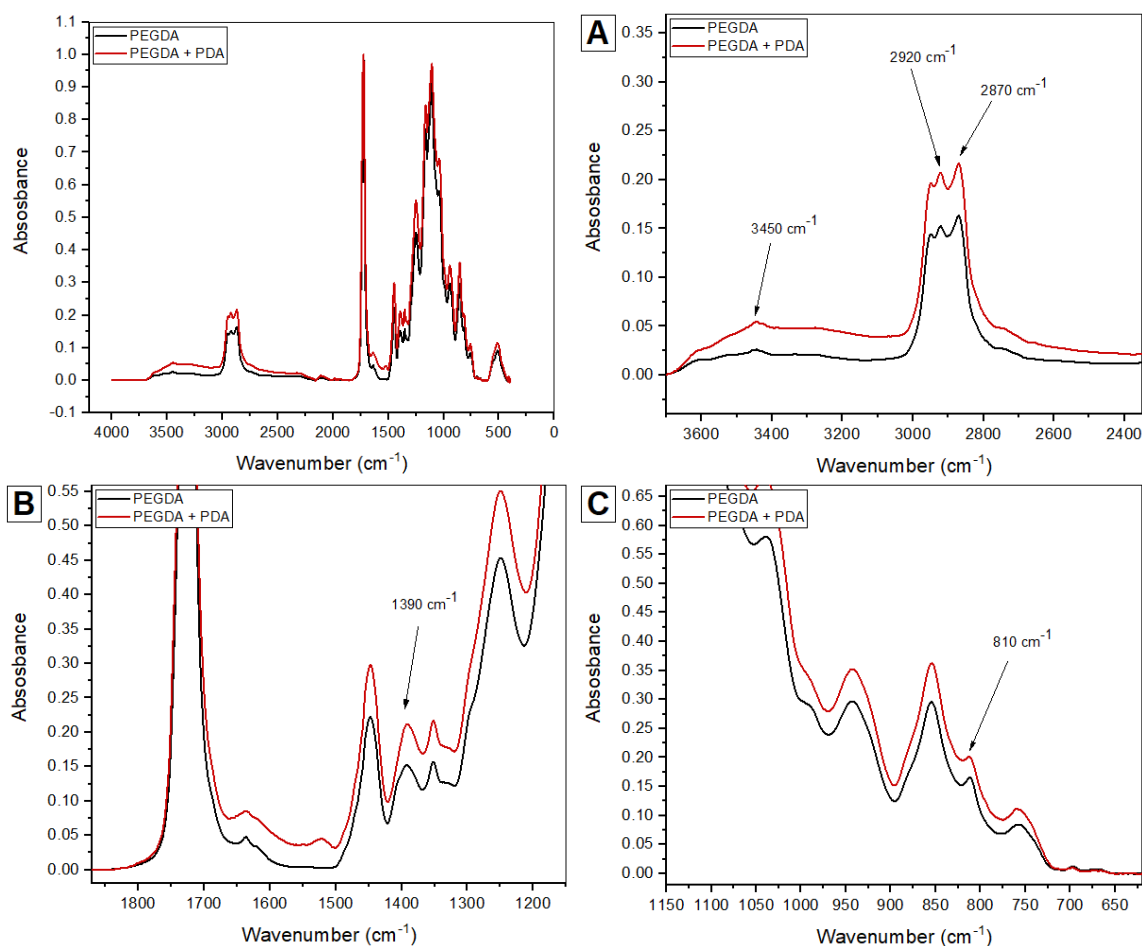 PEGDA
PEGDA + PDA
1.1
1.0
0.9
0.8
0.7
0.6
0.5
0.4
0.3
0.2
0.1
0.0
-0.1
Absosbance
4000 3500 3000 2500 2000 1500 1000 500 0
Wavenumber (cm-1)
A
PEGDA
PEGDA + PDA
2920 cm-1
2870 cm-1
3450 cm-1
0.35
0.30
0.25
0.20
0.15
0.10
0.05
0.00
Absosbance
3600 3400 3200 3000 2800 2600 2400
Wavenumber (cm-1)
B
PEGDA
PEGDA + PDA
1390 cm-1
0.55
0.50
0.45
0.40
0.35
0.30
0.25
0.20
0.15
0.10
0.05
0.00
Absosbance
1800 1700 1600 1500 1400 1300 1200
Wavenumber (cm-1)
C
PEGDA
PEGDA + PDA
810 cm-1
0.65
0.60
0.55
0.50
0.45
0.40
0.35
0.30
0.25
0.20
0.15
0.10
0.05
0.00
Absosbance
1150 1100 1050 1000 950 900 850 800 750 700 650
Wavenumber (cm-1)